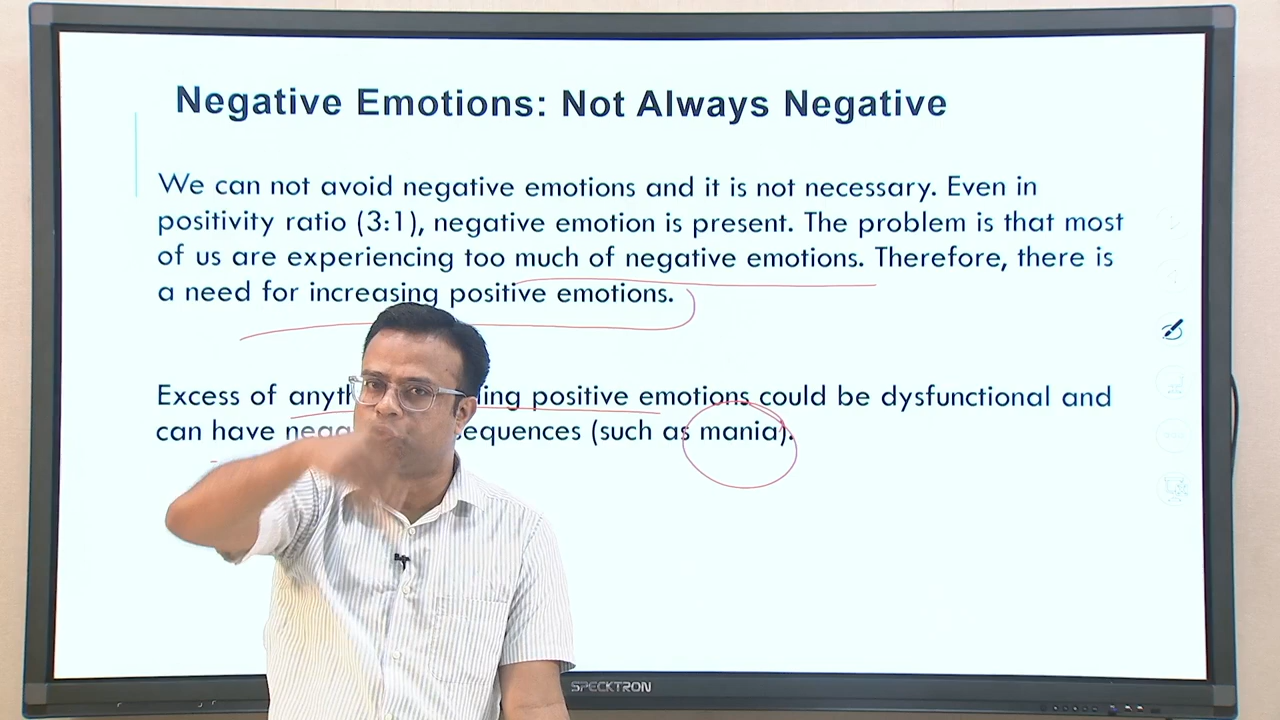 Negative Emotions: Not Always Negative
We can not avoid negative emotions and it is not necessary. Even in
positivity ratio (3:1), negative emotion is present. The problem is that most
of us are experiencing too much of negative emotions. Therefore, there is
a need for increasing positive emotions.
Excess of positive emotions could be dysfunctional and
can have (such as mania).
SPECKTRON